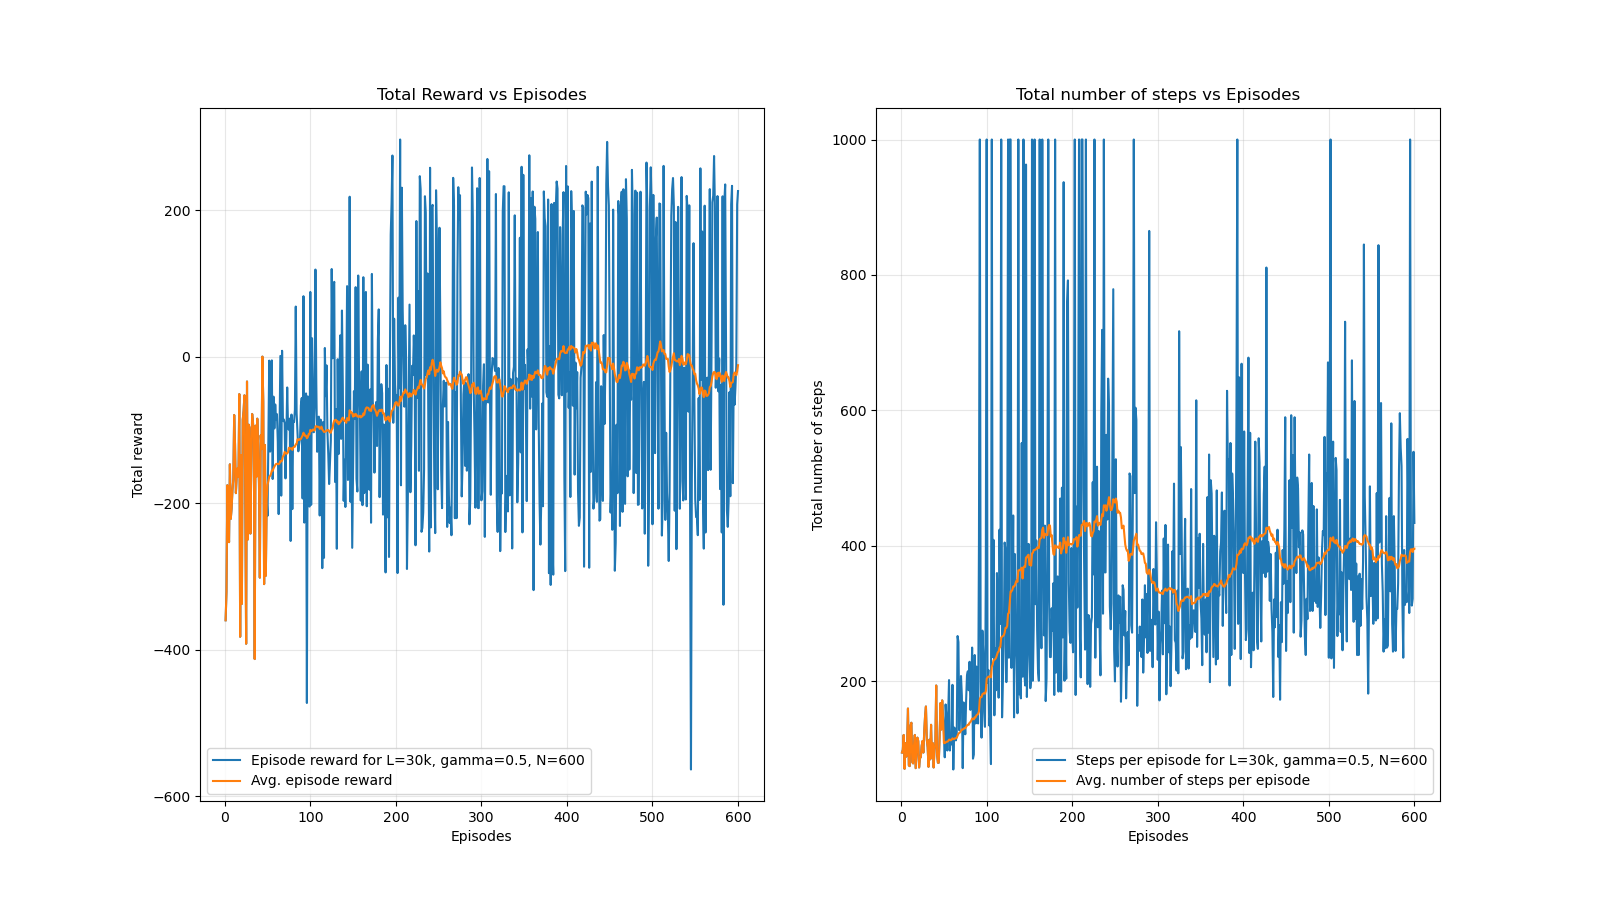 Total Reward vs Episodes
Total reward
200
0
−200
−400
−600
0 100 200 300 400 500 600
Episodes
Episode reward for L=30k, gamma=0.5, N=600
Avg. episode reward
Total number of steps vs Episodes
Total number of steps
1000
800
600
400
200
0 100 200 300 400 500 600
Episodes
Steps per episode for L=30k, gamma=0.5, N=600
Avg. number of steps per episode